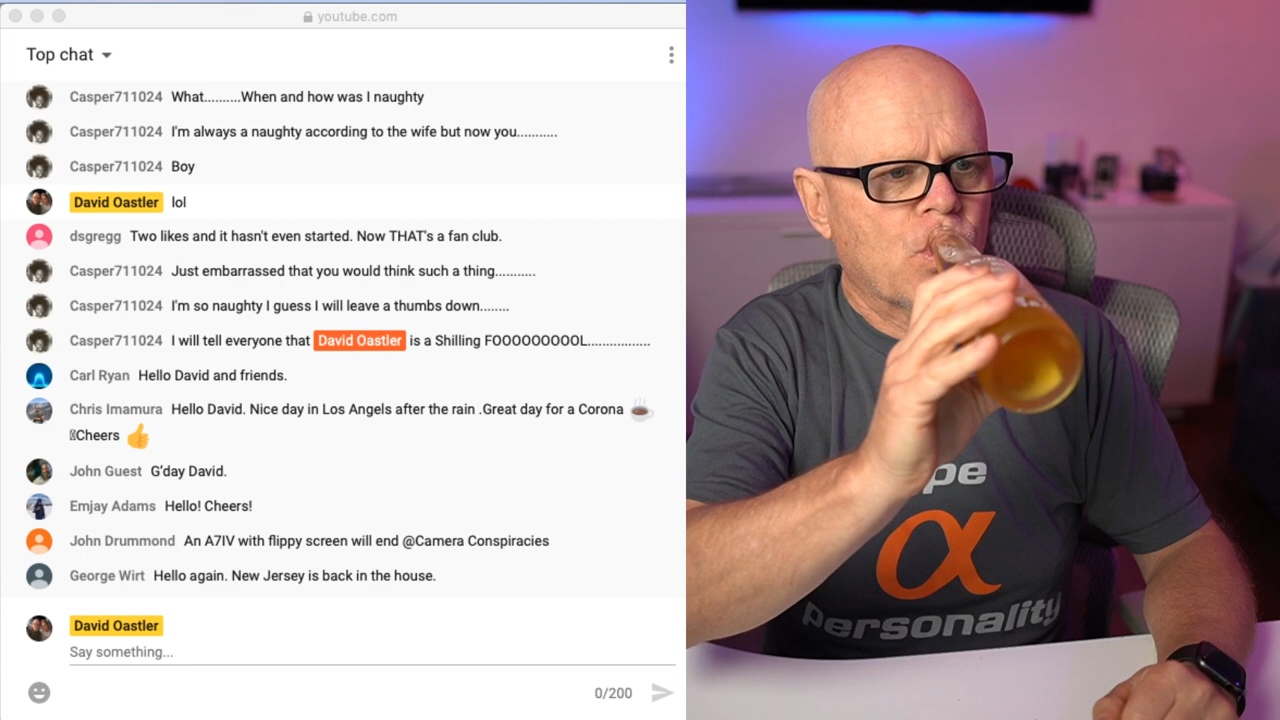 youtube.com
Top chat
Casper711024 What..........When and how was I naughty
Casper711024 I'm always a naughty according to the wife but now you...........
Casper711024 Boy
David Oastler lol
dsgregg Two likes and it hasn't even started. Now THAT's a fan club.
Casper711024 Just embarrassed that you would think such a thing...........
Casper711024 I'm so naughty I guess I will leave a thumbs down........
Casper711024 I will tell everyone that David Oastler is a Shilling FOOOOOOOOOL................
Carl Ryan Hello David and friends.
Chris Imamura Hello David. Nice day in Los Angels after the rain .Great day for a Corona ☕
Cheers 👍
John Guest G'day David.
Emjay Adams Hello! Cheers!
John Drummond An A7IV with flippy screen will end @Camera Conspiracies
George Wirt Hello again. New Jersey is back in the house.
David Oastler
Say something...
0/200
α
personality